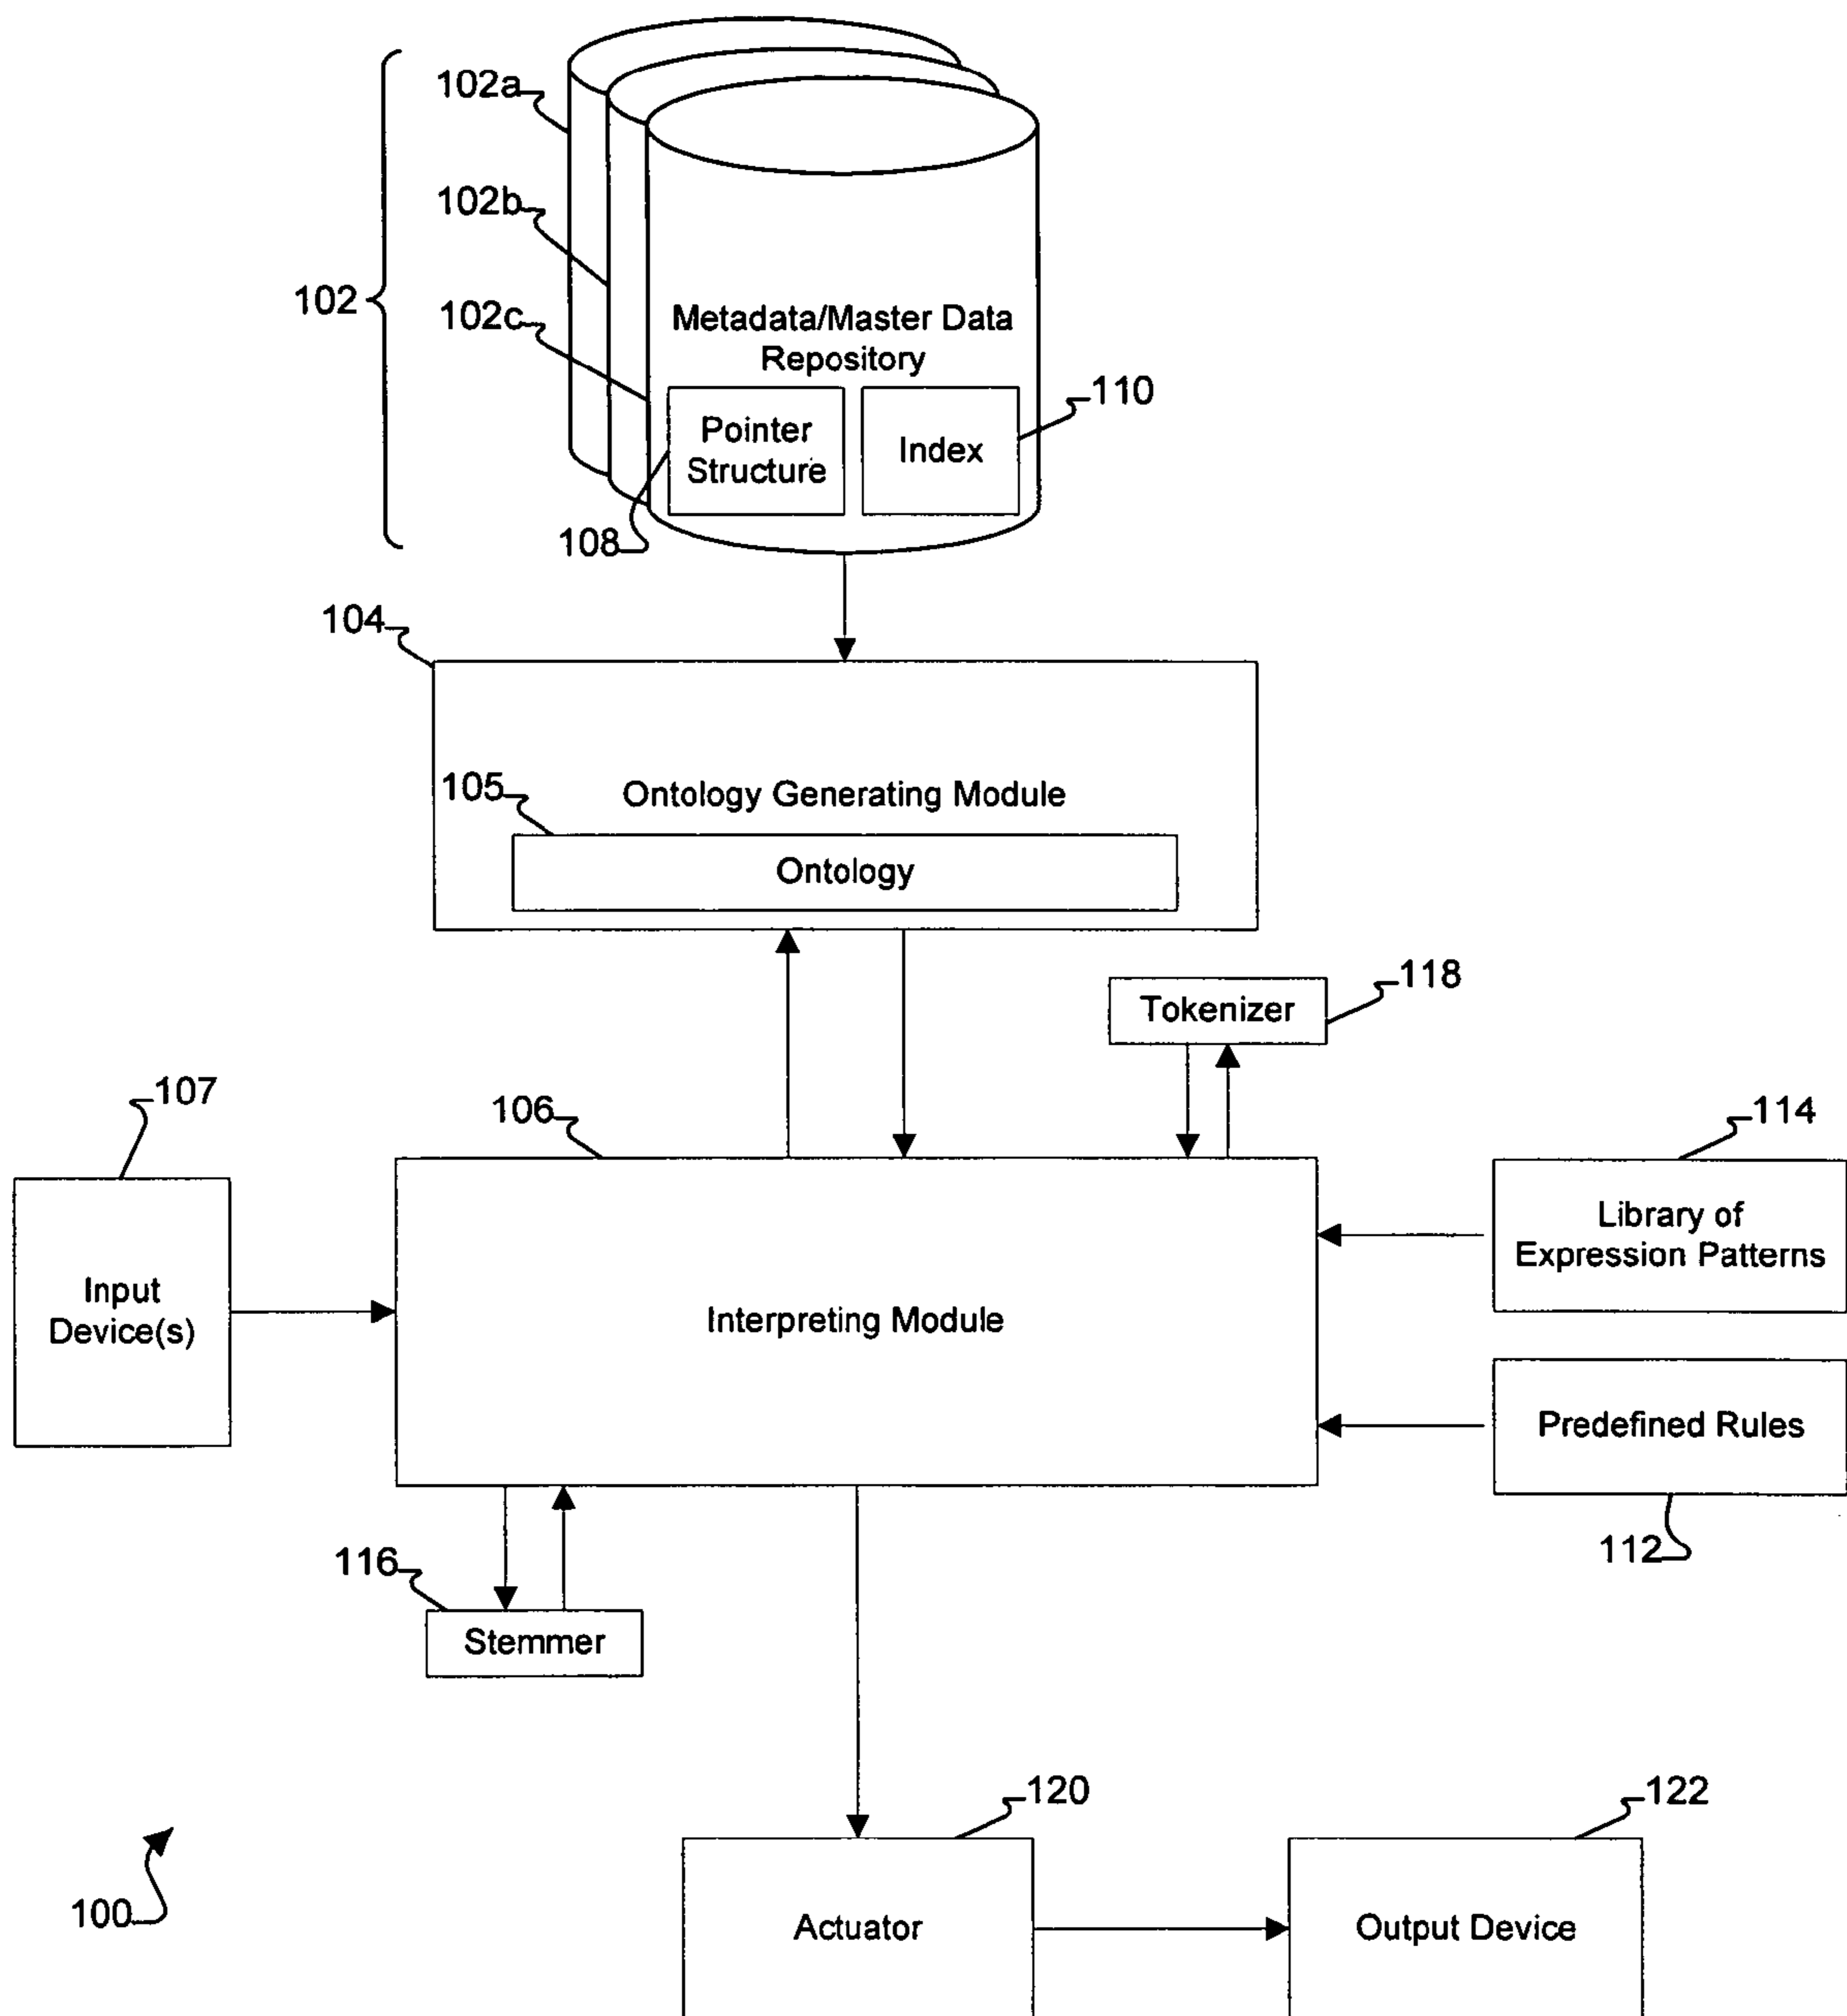 102a
102b
102
102c
Metadata/Master Data
Repository
110
Pointer
Structure
Index
108
104
105
Ontology Generating Module
Ontology
118
Tokenizer
107
106
114
Library of
Expression Patterns
Input
Device(s)
Interpreting Module
Predefined Rules
112
116
Stemmer
120
122
100
Actuator
Output Device